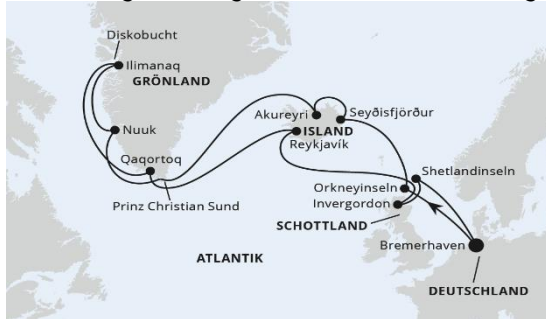 Diskobucht
Ilimanaq
GRÖNLAND
Akureyri
Seyðisfjörður
Nuuk
ISLAND
Reykjavík
Qaqortoq
Shetlandinseln
Prinz Christian Sund
Orkneyinseln
Invergordon
SCHOTTLAND
Bremerhaven
ATLANTIK
DEUTSCHLAND